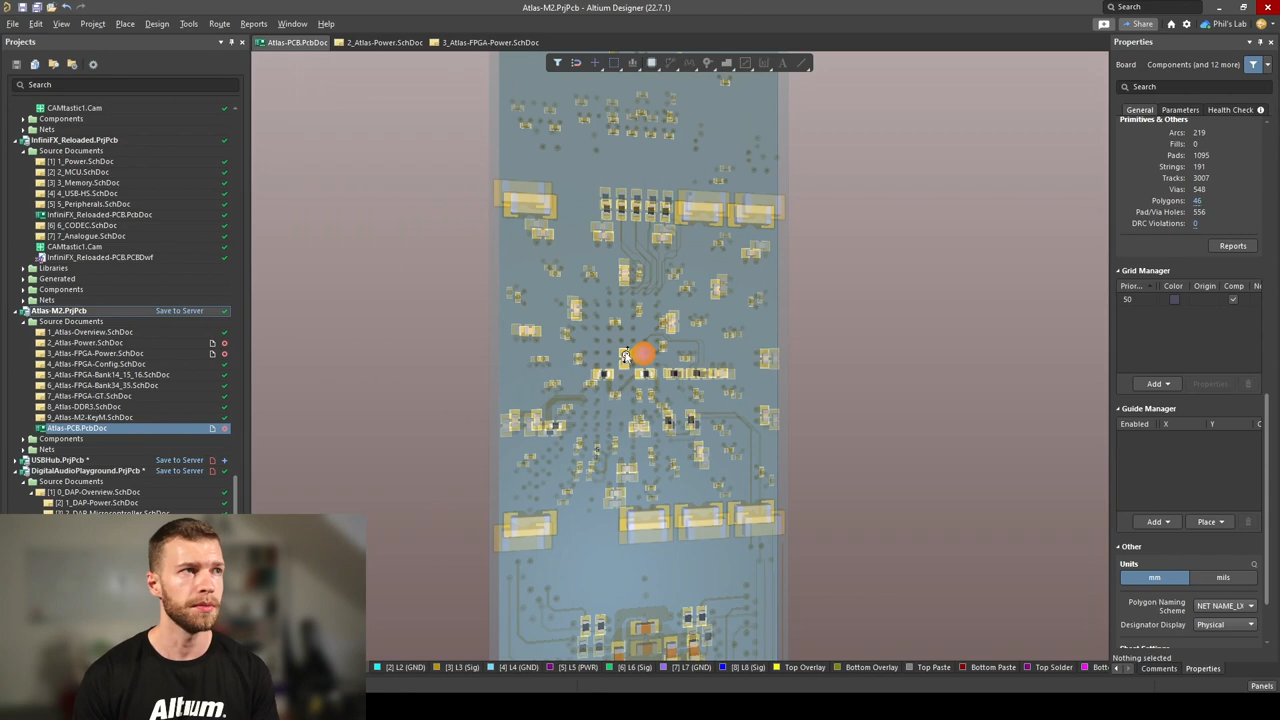 Atlas-M2.PrjPcb - Altium Designer (22.7.1)
Search
File Edit View Project Place Design Tools Route Reports Window Help
Share
Phil's Lab
Projects
Atlas-PCB.PcbDoc
2_Atlas-Power.SchDoc
3_Atlas-FPGA-Power.SchDoc
Properties
Search
Board Components (and 12 more)
Search
General Parameters Health Check
CAMtastic1.Cam
Components
Nets
InfiniFX_Reloaded.PrjPcb
Source Documents
[1] 1_Power.SchDoc
[2] 2_MCU.SchDoc
[3] 3_Memory.SchDoc
[4] 4_USB-HS.SchDoc
[5] 5_Peripherals.SchDoc
InfiniFX_Reloaded-PCB.PcbDoc
[6] 6_CODEC.SchDoc
[7] 7_Analogue.SchDoc
CAMtastic1.Cam
InfiniFX_Reloaded-PCB.PCBDwf
Libraries
Generated
Components
Nets
Atlas-M2.PrjPcb Save to Server
Source Documents
1_Atlas-Overview.SchDoc
2_Atlas-Power.SchDoc
3_Atlas-FPGA-Power.SchDoc
4_Atlas-FPGA-Config.SchDoc
5_Atlas-FPGA-Bank14_15_16.SchDoc
6_Atlas-FPGA-Bank34_35.SchDoc
7_Atlas-FPGA-GT.SchDoc
8_Atlas-DDR3.SchDoc
9_Atlas-M2-KeyM.SchDoc
Atlas-PCB.PcbDoc
Components
Nets
USBHub.PrjPcb * Save to Server
DigitalAudioPlayground.PrjPcb * Save to Server
Source Documents
[1] 0_DAP-Overview.SchDoc
[2] 1_DAP-Power.SchDoc
Primitives & Others
Arcs: 219
Fills: 0
Pads: 1095
Strings: 191
Tracks: 3007
Vias: 548
Polygons: 46
Pad/Via Holes: 556
DRC Violations: 0
Reports
Grid Manager
Prior... Color Origin Comp
50
Add Properties
Guide Manager
Enabled X Y
Add Place
Other
Units
mm mils
Polygon Naming Scheme NET NAME_LX
Designator Display Physical
Nothing selected
Comments Properties
[2] L2 (GND) [3] L3 (Sig) [4] L4 (GND) [5] L5 (PWR) [6] L6 (Sig) [7] L7 (GND) [8] L8 (Sig) Top Overlay Bottom Overlay Top Paste Bottom Paste Top Solder
Panels
Altium.